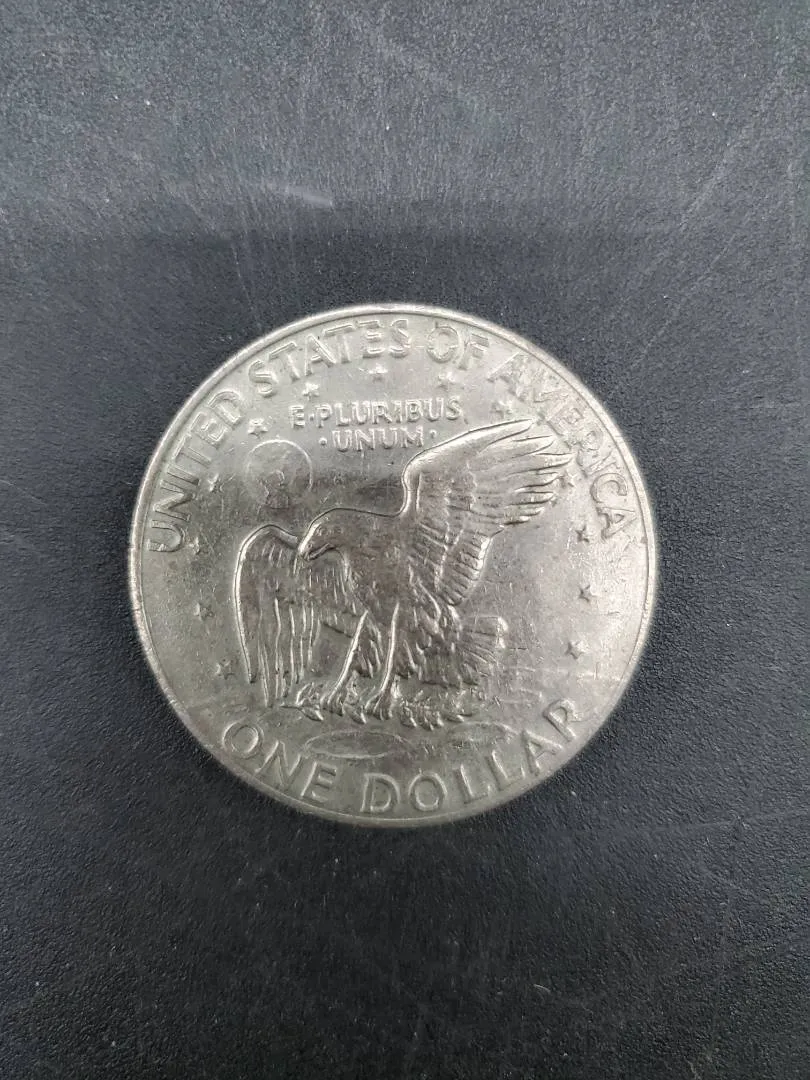 UNITED STATES OF AMERICA
E·PLURIBUS
·UNUM·
ONE DOLLAR